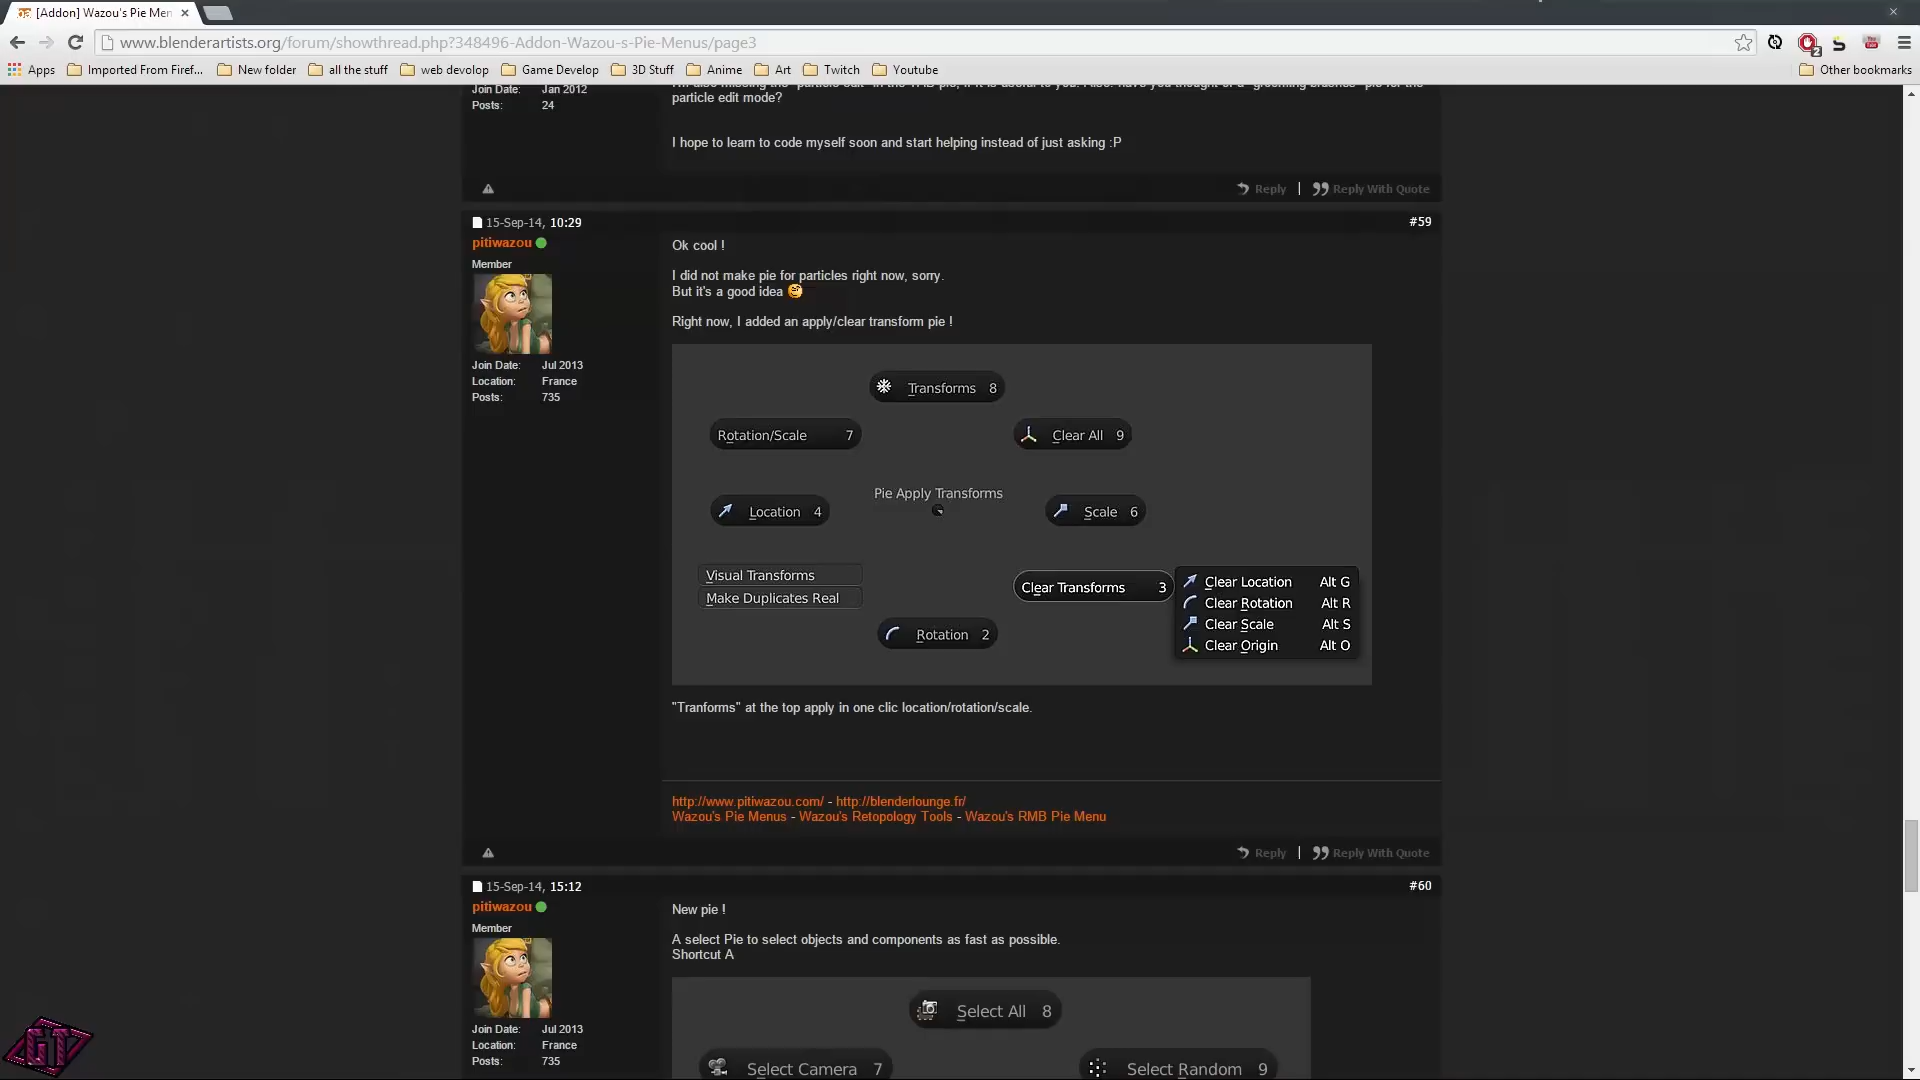 [Addon] Wazou's Pie Men
www.blenderartists.org/forum/showthread.php?348496-Addon-Wazou-s-Pie-Menus/page3
Apps Imported From Firef... New folder all the stuff web devolop Game Develop 3D Stuff Anime Art Twitch Youtube Other bookmarks
Join Date: Jan 2012
Posts: 24
particle edit mode?
I hope to learn to code myself soon and start helping instead of just asking :P
Reply | Reply With Quote
15-Sep-14, 10:29 #59
pitiwazou
Member
Join Date: Jul 2013
Location: France
Posts: 735
Ok cool !
I did not make pie for particles right now, sorry.
But it's a good idea
Right now, I added an apply/clear transform pie !
Transforms 8
Rotation/Scale 7
Clear All 9
Pie Apply Transforms
Location 4
Scale 6
Visual Transforms
Make Duplicates Real
Clear Transforms 3
Clear Location Alt G
Clear Rotation Alt R
Clear Scale Alt S
Clear Origin Alt O
Rotation 2
"Tranforms" at the top apply in one clic location/rotation/scale.
http://www.pitiwazou.com/ - http://blenderlounge.fr/
Wazou's Pie Menus - Wazou's Retopology Tools - Wazou's RMB Pie Menu
Reply | Reply With Quote
15-Sep-14, 15:12 #60
pitiwazou
Member
Join Date: Jul 2013
Location: France
Posts: 735
New pie !
A select Pie to select objects and components as fast as possible.
Shortcut A
Select All 8
Select Camera 7
Select Random 9
GT